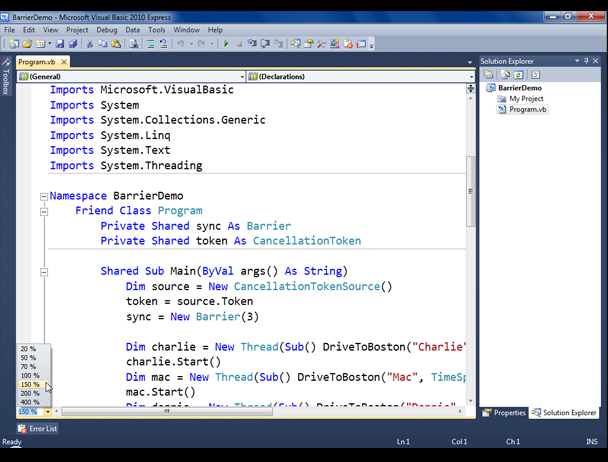 BarrierDemo - Microsoft Visual Basic 2010 Express
File Edit View Project Debug Data Tools Window Help
Program.vb
Solution Explorer
Toolbox
(General) (Declarations)
BarrierDemo
My Project
Program.vb
Imports Microsoft.VisualBasic
Imports System
Imports System.Collections.Generic
Imports System.Linq
Imports System.Text
Imports System.Threading
Namespace BarrierDemo
Friend Class Program
Private Shared sync As Barrier
Private Shared token As CancellationToken
Shared Sub Main(ByVal args() As String)
Dim source = New CancellationTokenSource()
token = source.Token
sync = New Barrier(3)
Dim charlie = New Thread(Sub() DriveToBoston("Charlie"
charlie.Start()
Dim mac = New Thread(Sub() DriveToBoston("Mac", TimeSp
mac.Start()
Dim dennis = New Thread(Sub() DriveToBoston("Dennis",
20 %
50 %
70 %
100 %
150 %
200 %
400 %
150 %
Properties Solution Explorer
Error List
Ready Ln 1 Col 1 Ch 1 INS